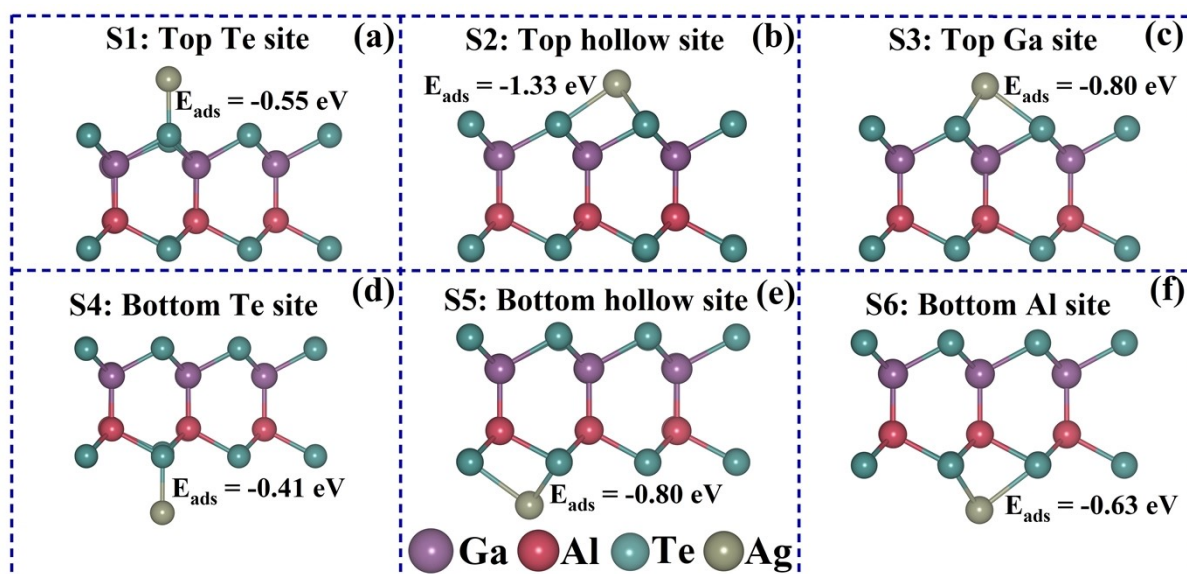 S1: Top Te site (a)
E_ads = -0.55 eV
S2: Top hollow site (b)
E_ads = -1.33 eV
S3: Top Ga site (c)
E_ads = -0.80 eV
S4: Bottom Te site (d)
E_ads = -0.41 eV
S5: Bottom hollow site (e)
E_ads = -0.80 eV
S6: Bottom Al site (f)
E_ads = -0.63 eV
Ga Al Te Ag